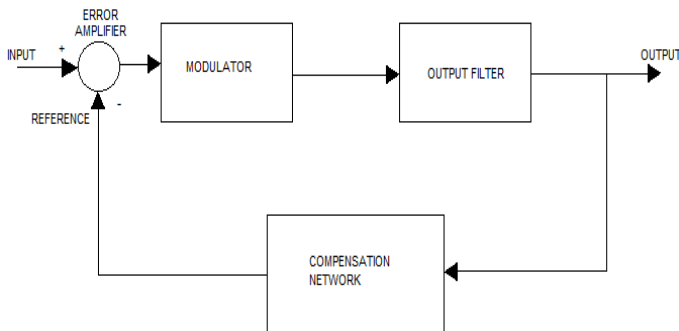 ERROR
AMPLIFIER
INPUT
+
MODULATOR
OUTPUT FILTER
OUTPUT
-
REFERENCE
COMPENSATION
NETWORK